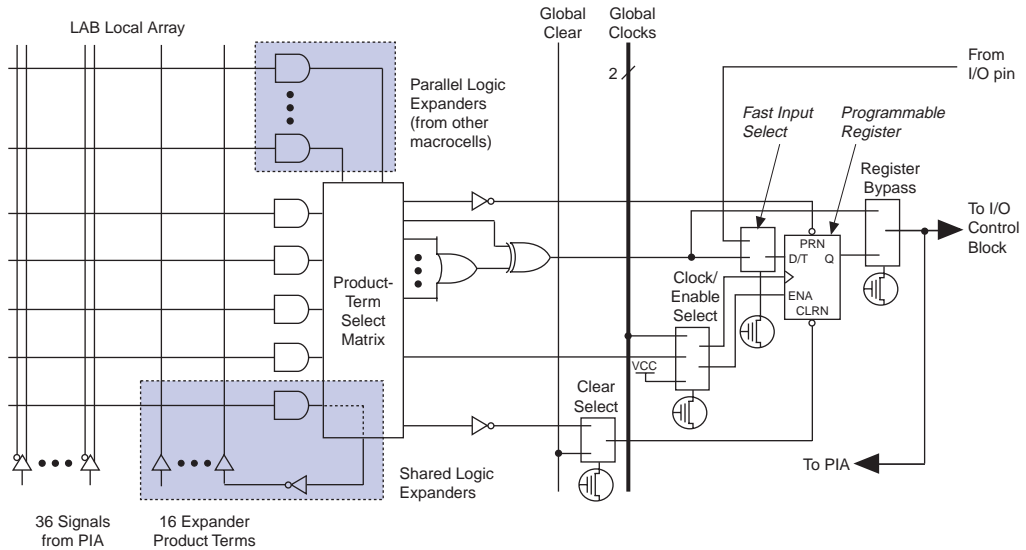 LAB Local Array
Global
Clear
Global
Clocks
2
From
I/O pin
Parallel Logic
Expanders
(from other
macrocells)
Fast Input
Select
Programmable
Register
Register
Bypass
To I/O
Control
Block
PRN
D/T
Q
ENA
CLRN
Clock/
Enable
Select
Product-
Term
Select
Matrix
VCC
Clear
Select
To PIA
Shared Logic
Expanders
36 Signals
from PIA
16 Expander
Product Terms